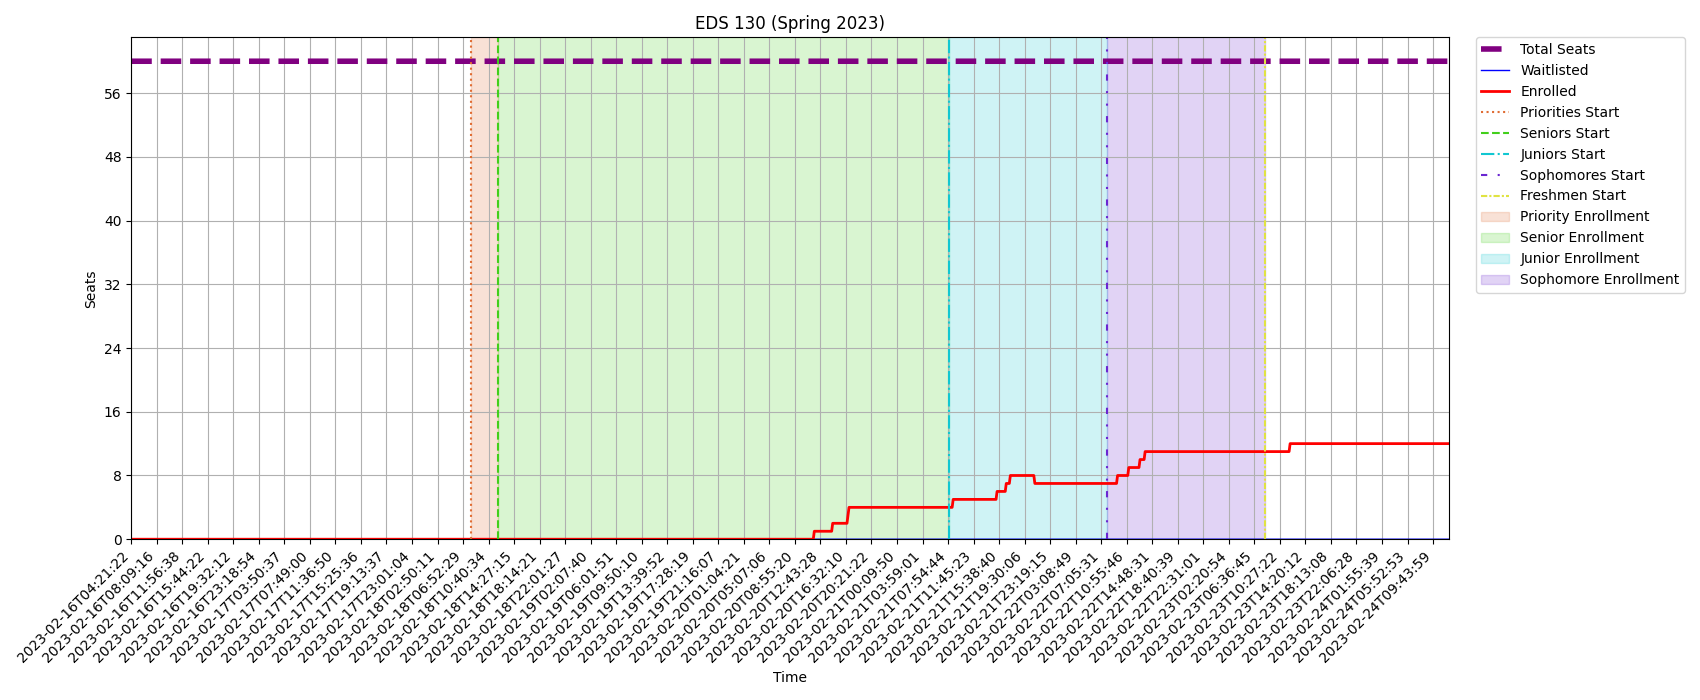 EDS 130 (Spring 2023)
Seats
56
48
40
32
24
16
8
0
2023-02-16T04:21:22
2023-02-16T08:09:16
2023-02-16T11:56:38
2023-02-16T15:44:22
2023-02-16T19:32:12
2023-02-16T23:18:54
2023-02-17T03:50:37
2023-02-17T07:49:00
2023-02-17T11:36:50
2023-02-17T15:25:36
2023-02-17T19:13:37
2023-02-17T23:01:04
2023-02-18T02:50:11
2023-02-18T06:52:29
2023-02-18T10:40:34
2023-02-18T14:27:15
2023-02-18T18:14:21
2023-02-18T22:01:27
2023-02-19T02:07:40
2023-02-19T06:01:51
2023-02-19T09:50:10
2023-02-19T13:39:52
2023-02-19T17:28:19
2023-02-19T21:16:07
2023-02-20T01:04:21
2023-02-20T05:07:06
2023-02-20T08:55:20
2023-02-20T12:43:28
2023-02-20T16:32:10
2023-02-20T20:21:22
2023-02-21T00:09:50
2023-02-21T03:59:01
2023-02-21T07:54:44
2023-02-21T11:45:23
2023-02-21T15:38:40
2023-02-21T19:30:06
2023-02-21T23:19:15
2023-02-22T03:08:49
2023-02-22T07:05:31
2023-02-22T10:55:46
2023-02-22T14:48:31
2023-02-22T18:40:39
2023-02-22T22:31:01
2023-02-23T02:20:54
2023-02-23T06:36:45
2023-02-23T10:27:22
2023-02-23T14:20:12
2023-02-23T18:13:08
2023-02-23T22:06:28
2023-02-24T01:55:39
2023-02-24T05:52:53
2023-02-24T09:43:59
Time
Total Seats
Waitlisted
Enrolled
Priorities Start
Seniors Start
Juniors Start
Sophomores Start
Freshmen Start
Priority Enrollment
Senior Enrollment
Junior Enrollment
Sophomore Enrollment